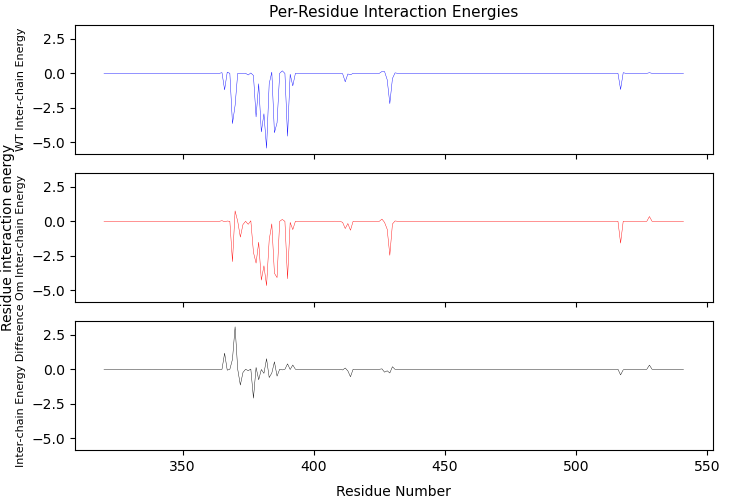 Per-Residue Interaction Energies
Residue interaction energy
WT Inter-chain Energy
2.5
0.0
−2.5
−5.0
Om Inter-chain Energy
2.5
0.0
−2.5
−5.0
Inter-chain Energy Difference
2.5
0.0
−2.5
−5.0
350
400
450
500
550
Residue Number